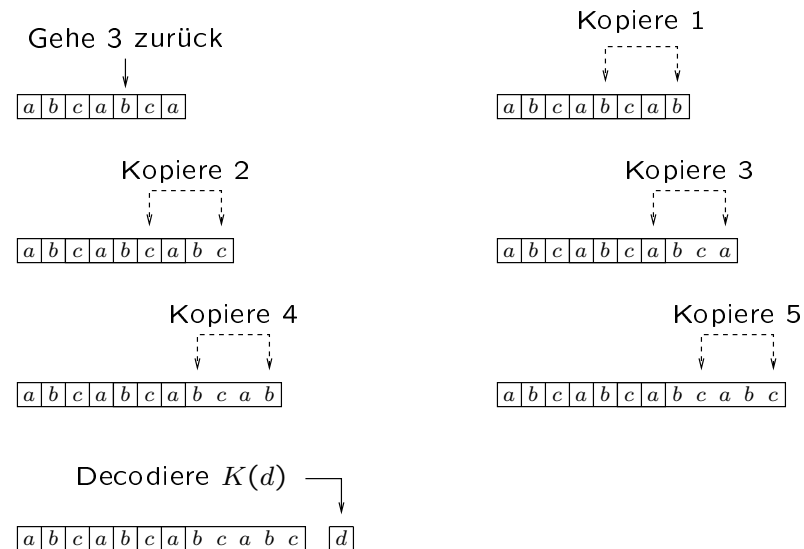 Gehe 3 zurück
a b c a b c a
Kopiere 1
a b c a b c a b
Kopiere 2
a b c a b c a b c
Kopiere 3
a b c a b c a b c a
Kopiere 4
a b c a b c a b c a b
Kopiere 5
a b c a b c a b c a b c
Decodiere K(d)
a b c a b c a b c a b c d